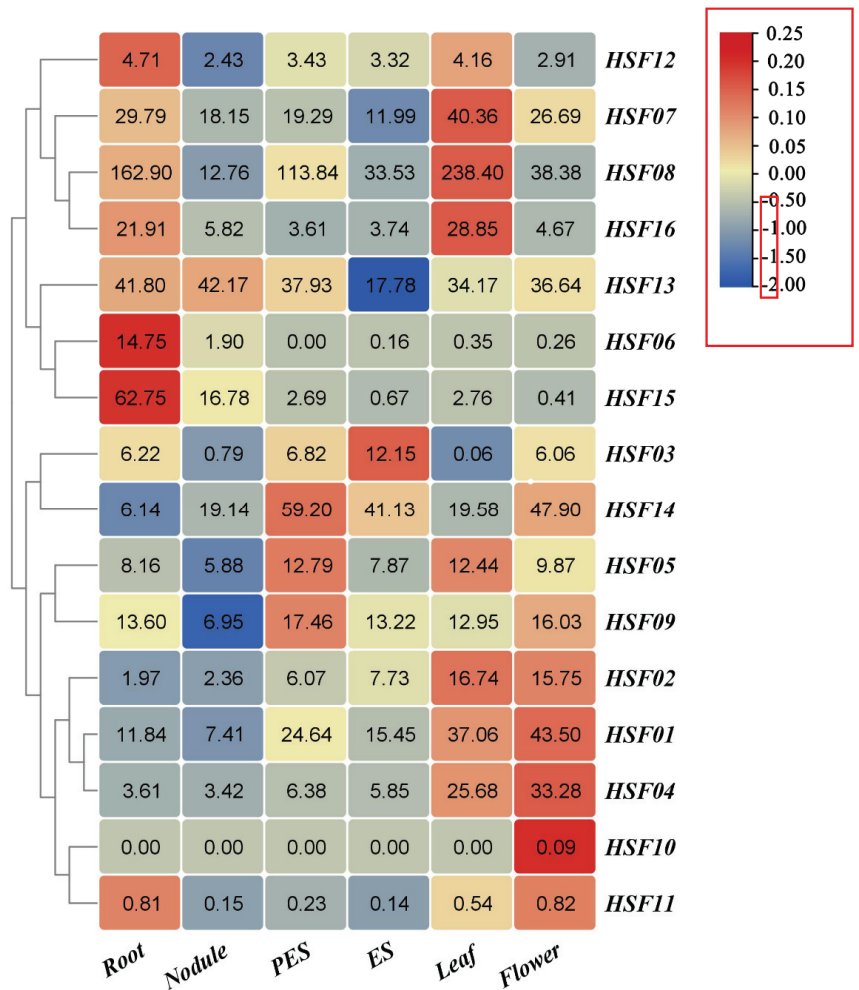 4.71 2.43 3.43 3.32 4.16 2.91 HSF12
29.79 18.15 19.29 11.99 40.36 26.69 HSF07
162.90 12.76 113.84 33.53 238.40 38.38 HSF08
21.91 5.82 3.61 3.74 28.85 4.67 HSF16
41.80 42.17 37.93 17.78 34.17 36.64 HSF13
14.75 1.90 0.00 0.16 0.35 0.26 HSF06
62.75 16.78 2.69 0.67 2.76 0.41 HSF15
6.22 0.79 6.82 12.15 0.06 6.06 HSF03
6.14 19.14 59.20 41.13 19.58 47.90 HSF14
8.16 5.88 12.79 7.87 12.44 9.87 HSF05
13.60 6.95 17.46 13.22 12.95 16.03 HSF09
1.97 2.36 6.07 7.73 16.74 15.75 HSF02
11.84 7.41 24.64 15.45 37.06 43.50 HSF01
3.61 3.42 6.38 5.85 25.68 33.28 HSF04
0.00 0.00 0.00 0.00 0.00 0.09 HSF10
0.81 0.15 0.23 0.14 0.54 0.82 HSF11
Root Nodule PES ES Leaf Flower
0.25
0.20
0.15
0.10
0.05
0.00
-0.50
-1.00
-1.50
-2.00